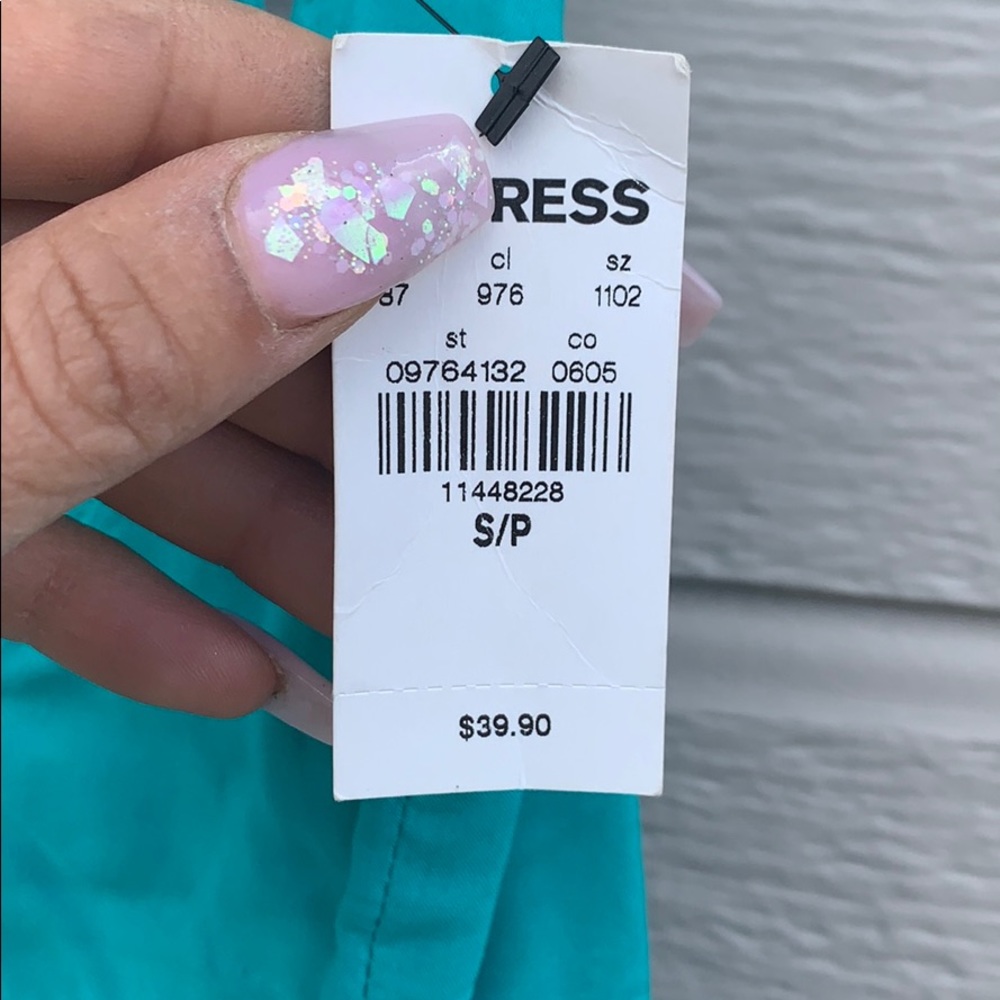 RESS
cl sz
87 976 1102
st co
09764132 0605
11448228
S/P
$39.90